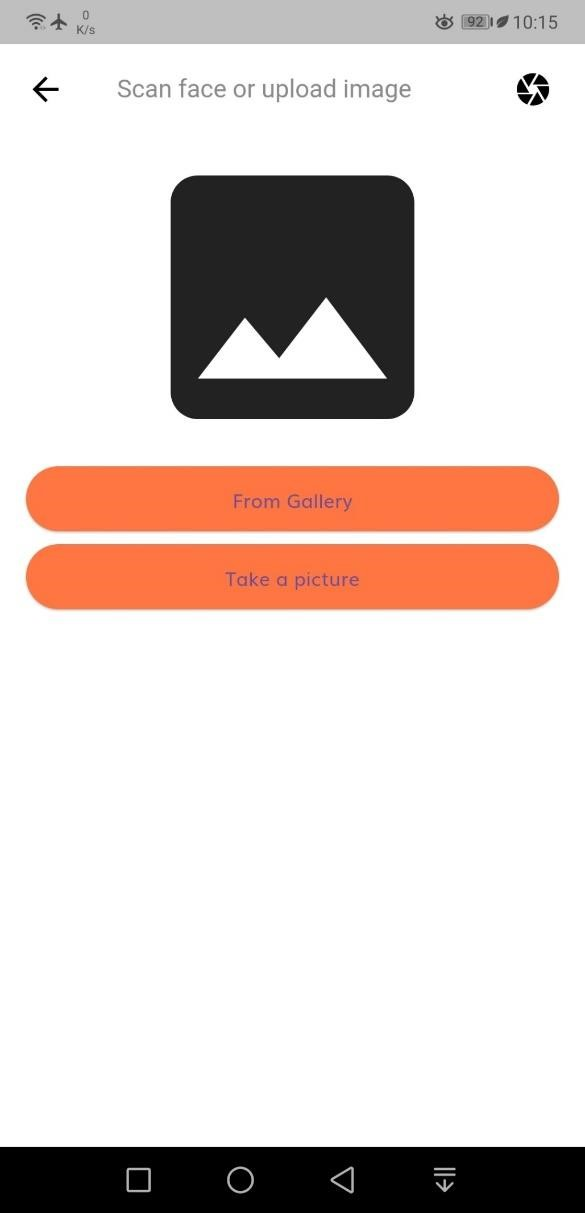 0
K/s
92
10:15
Scan face or upload image
From Gallery
Take a picture